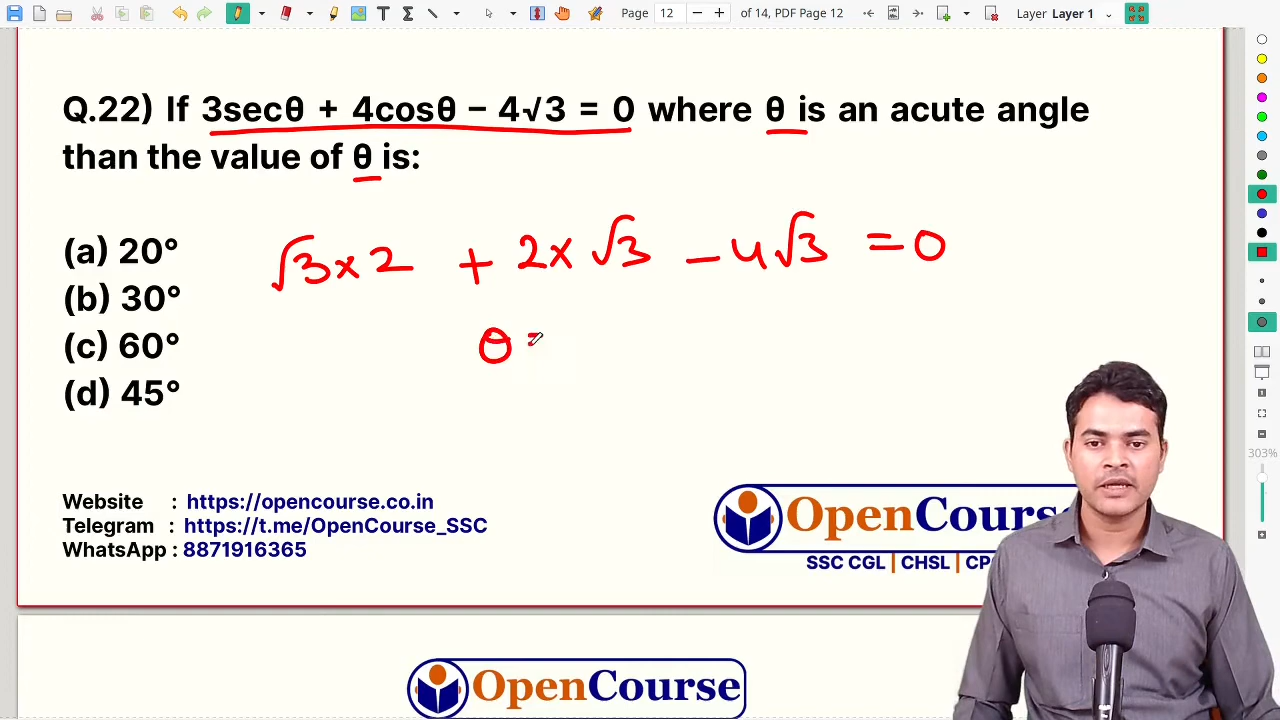 Page 12 of 14, PDF Page 12 Layer Layer 1
Q.22) If 3secθ + 4cosθ − 4√3 = 0 where θ is an acute angle
than the value of θ is:
(a) 20°
(b) 30°
(c) 60°
(d) 45°
√3 × 2 + 2 × √3 − 4√3 = 0
θ =
303%
Website : https://opencourse.co.in
Telegram : https://t.me/OpenCourse_SSC
WhatsApp : 8871916365
OpenCours
SSC CGL | CHSL | CP
OpenCourse